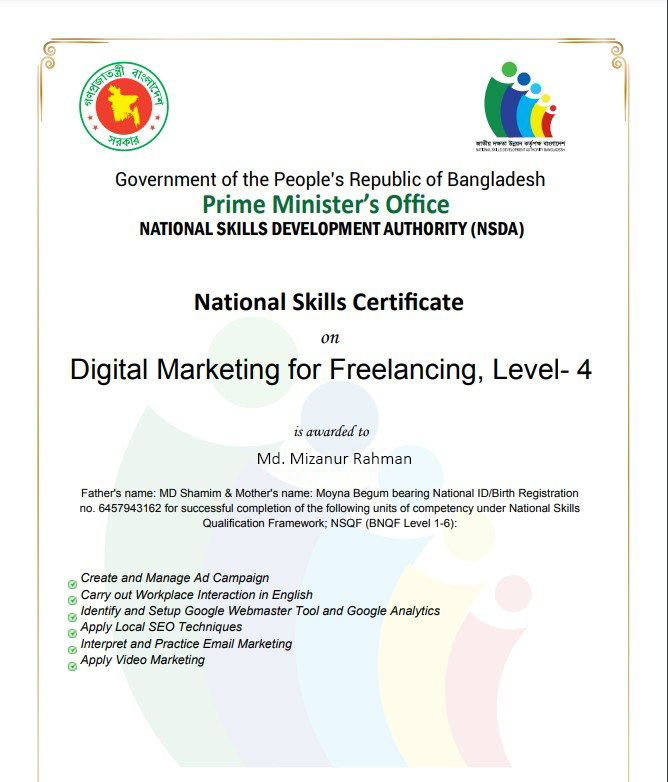 গণপ্রজাতন্ত্রী বাংলাদেশ
সরকার
জাতীয় দক্ষতা উন্নয়ন কর্তৃপক্ষ বাংলাদেশ
NATIONAL SKILLS DEVELOPMENT AUTHORITY BANGLADESH
Government of the People's Republic of Bangladesh
Prime Minister's Office
NATIONAL SKILLS DEVELOPMENT AUTHORITY (NSDA)
National Skills Certificate
on
Digital Marketing for Freelancing, Level- 4
is awarded to
Md. Mizanur Rahman
Father's name: MD Shamim & Mother's name: Moyna Begum bearing National ID/Birth Registration
no. 6457943162 for successful completion of the following units of competency under National Skills
Qualification Framework; NSQF (BNQF Level 1-6):
Create and Manage Ad Campaign
Carry out Workplace Interaction in English
Identify and Setup Google Webmaster Tool and Google Analytics
Apply Local SEO Techniques
Interpret and Practice Email Marketing
Apply Video Marketing